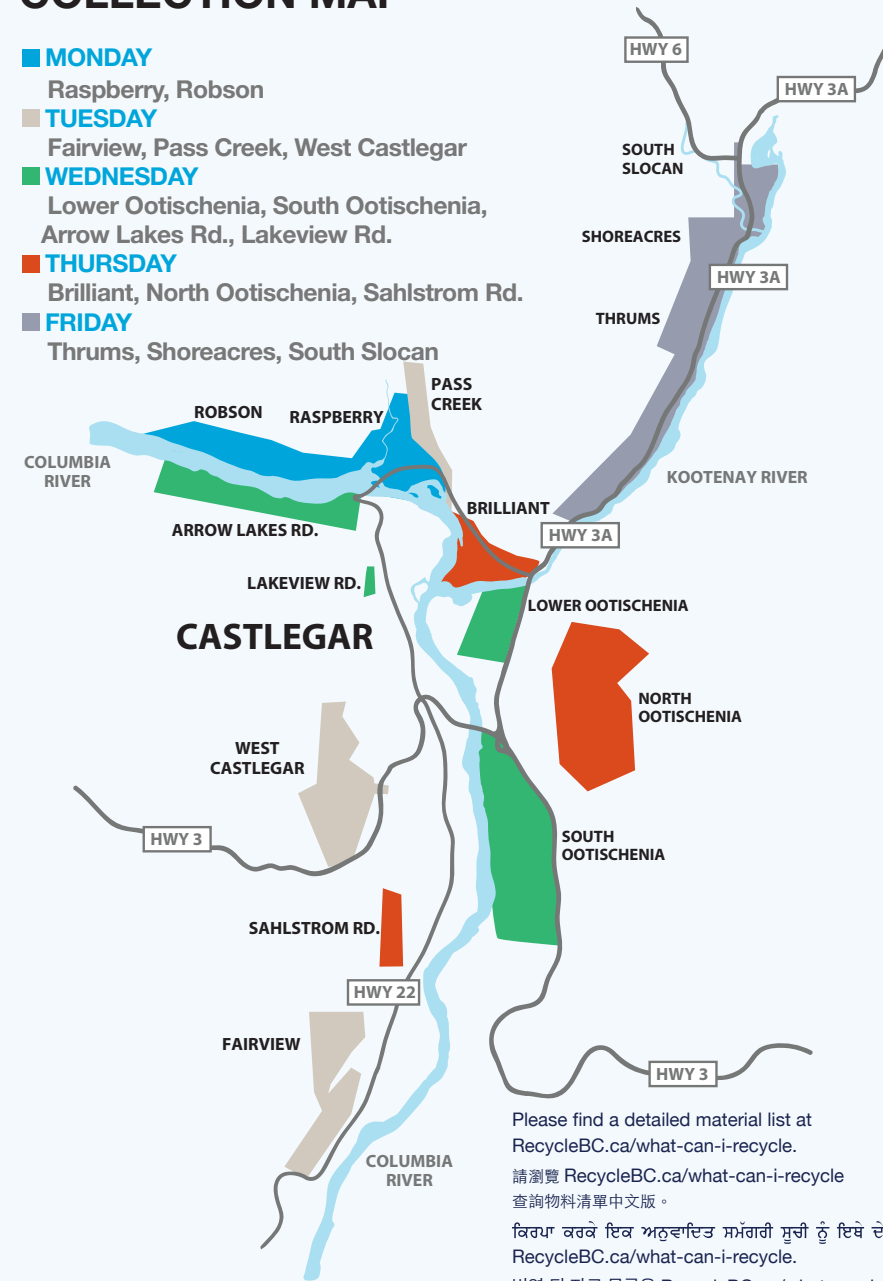 COLLECTION MAP
MONDAY
Raspberry, Robson
TUESDAY
Fairview, Pass Creek, West Castlegar
WEDNESDAY
Lower Ootischenia, South Ootischenia,
Arrow Lakes Rd., Lakeview Rd.
THURSDAY
Brilliant, North Ootischenia, Sahlstrom Rd.
FRIDAY
Thrums, Shoreacres, South Slocan
HWY 6
HWY 3A
SOUTH
SLOCAN
SHOREACRES
HWY 3A
THRUMS
PASS
CREEK
ROBSON
RASPBERRY
COLUMBIA
RIVER
KOOTENAY RIVER
BRILLIANT
ARROW LAKES RD.
HWY 3A
LAKEVIEW RD.
LOWER OOTISCHENIA
CASTLEGAR
NORTH
OOTISCHENIA
WEST
CASTLEGAR
HWY 3
SOUTH
OOTISCHENIA
SAHLSTROM RD.
HWY 22
FAIRVIEW
HWY 3
COLUMBIA
RIVER
Please find a detailed material list at
RecycleBC.ca/what-can-i-recycle.
請瀏覽 RecycleBC.ca/what-can-i-recycle
查詢物料清單中文版。
ਕਿਰਪਾ ਕਰਕੇ ਇਕ ਅਨੁਵਾਦਿਤ ਸਮੱਗਰੀ ਸੂਚੀ ਨੂੰ ਇਥੇ ਦੇ
RecycleBC.ca/what-can-i-recycle.